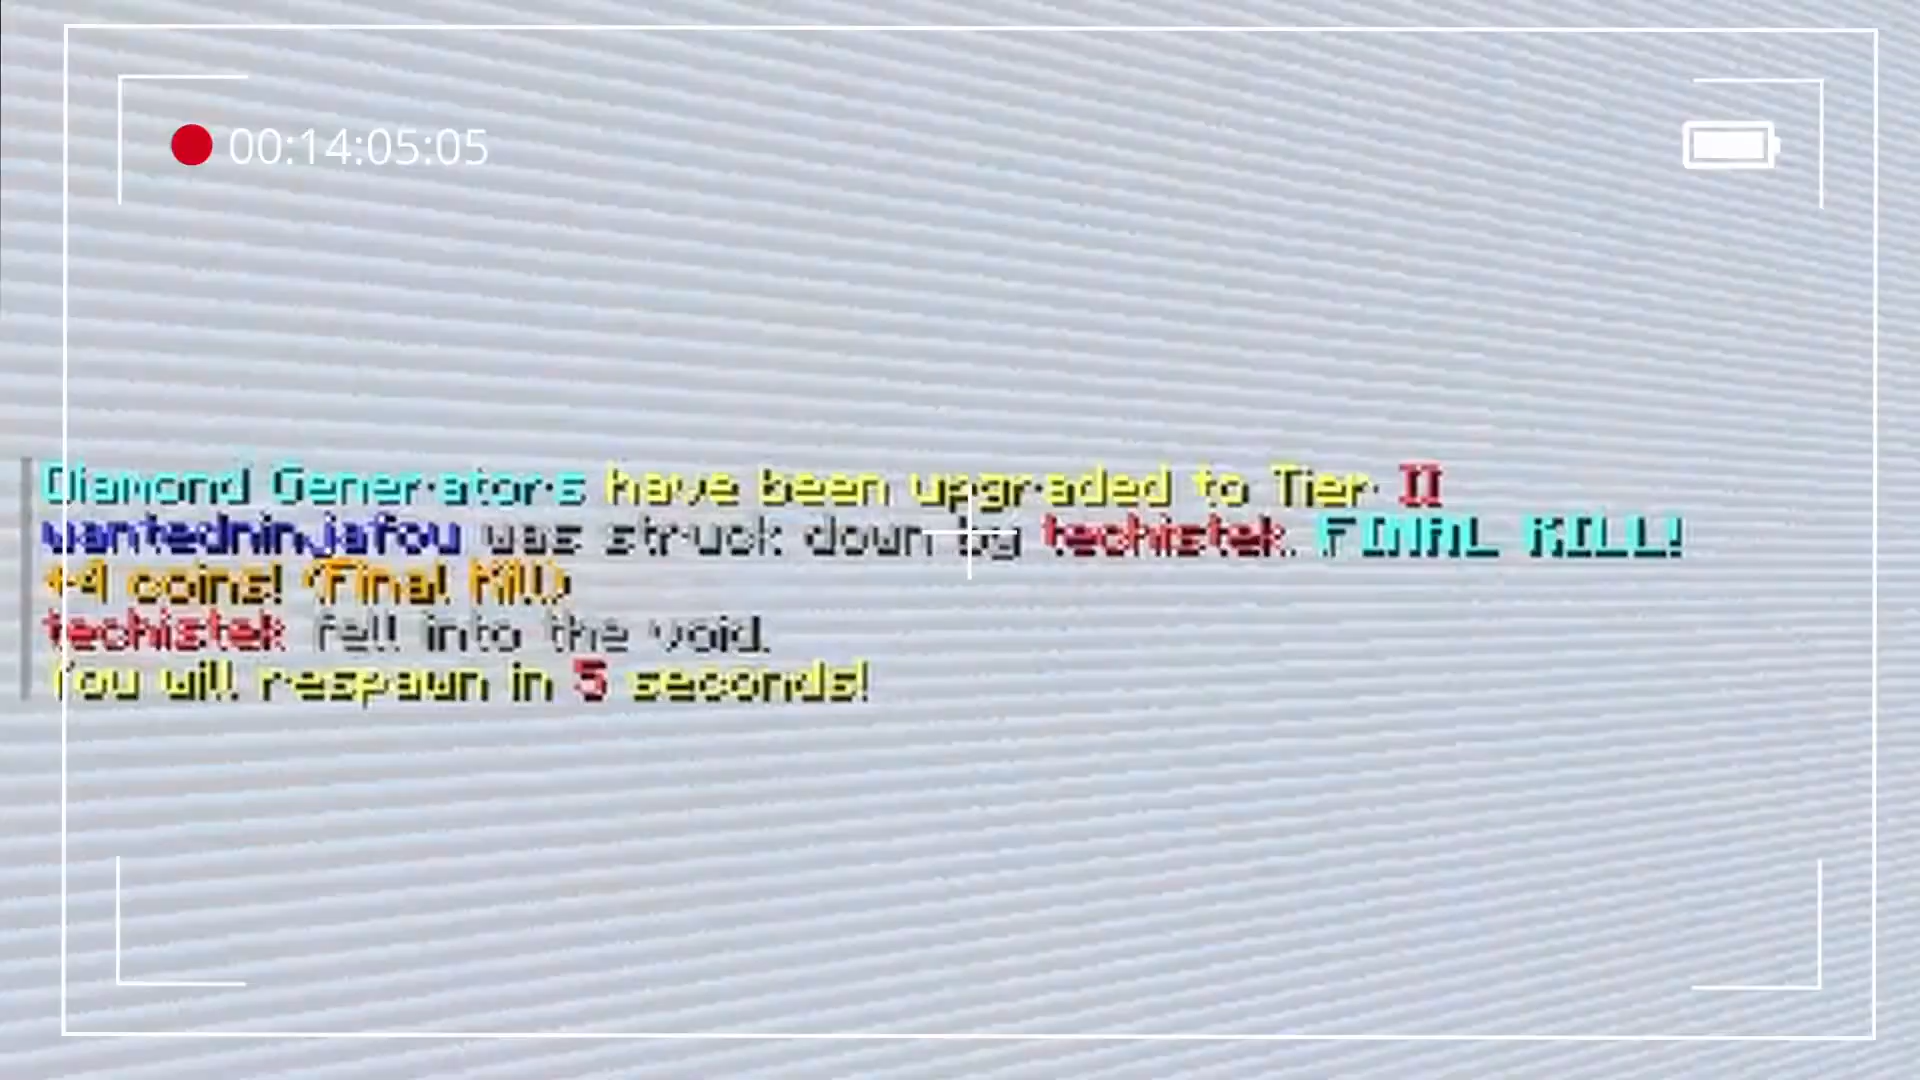 00:14:05:05
Diamond Generators have been upgraded to Tier II
wantedninjafou was struck down by techistek. FINAL KILL!
+4 coins! (Final Kill)
techistek fell into the void.
You will respawn in 5 seconds!